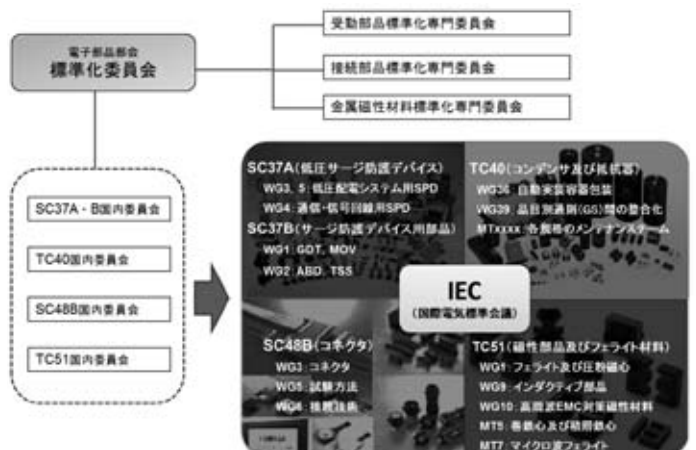 電子部品部会
標準化委員会
受動部品標準化専門委員会
接続部品標準化専門委員会
金属磁性材料標準化専門委員会
SC37A・B国内委員会
TC40国内委員会
SC48B国内委員会
TC51国内委員会
SC37A(低圧サージ防護デバイス)
WG3, 5:低圧配電システム用SPD
WG4:通信・信号回線用SPD
SC37B(サージ防護デバイス用部品)
WG1:GDT, MOV
WG2:ABD, TSS
TC40(コンデンサ及び抵抗器)
WG36:自動実装容器包装
WG39:品目別通則(GS)間の整合化
MTxxxx:各規格のメンテナンスチーム
IEC
(国際電気標準会議)
SC48B(コネクタ)
WG3:コネクタ
WG5:試験方法
WG6:接触技術
TC51(磁性部品及びフェライト材料)
WG1:フェライト及び圧粉磁心
WG9:インダクティブ部品
WG10:高周波EMC対策磁性材料
MT5:巻鉄心及び積層鉄心
MT7:マイクロ波フェライト